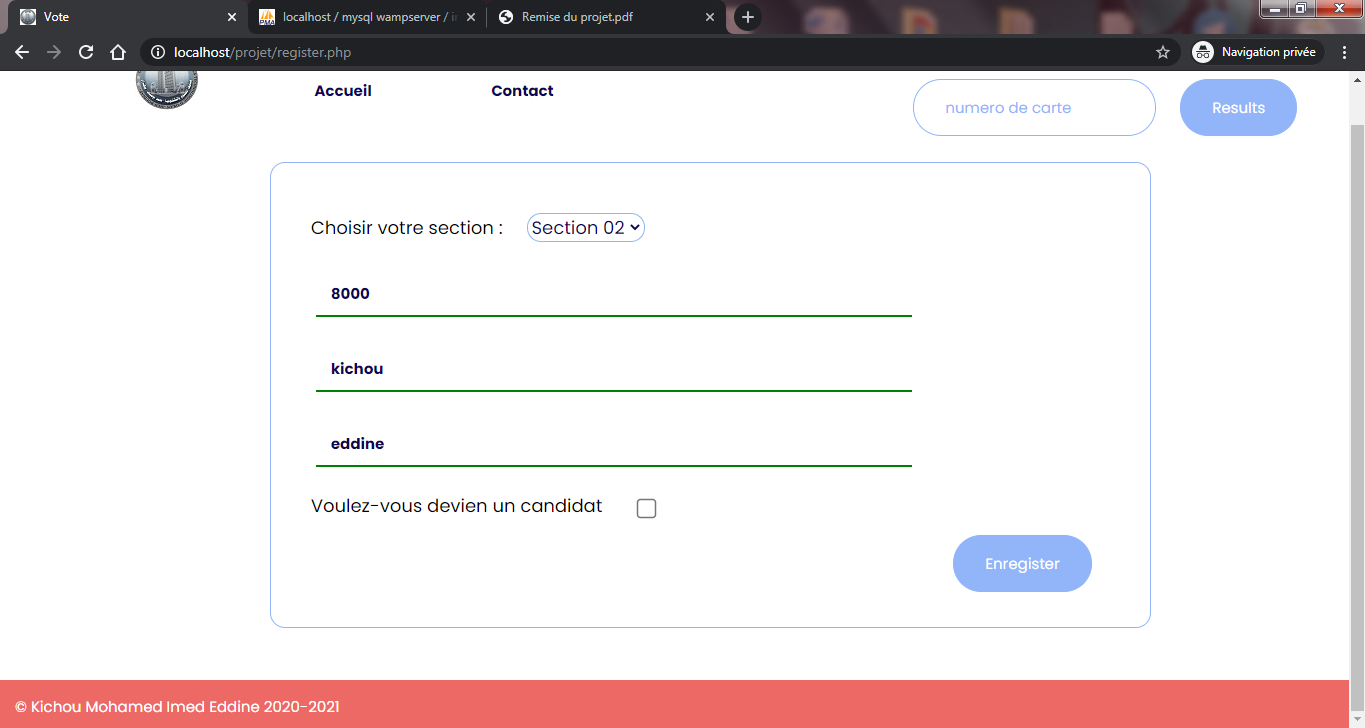 Vote
localhost / mysql wampserver / i
Remise du projet.pdf
localhost/projet/register.php
Navigation privée
Accueil
Contact
numero de carte
Results
Choisir votre section :
Section 02
8000
kichou
eddine
Voulez-vous devien un candidat
Enregister
© Kichou Mohamed Imed Eddine 2020-2021